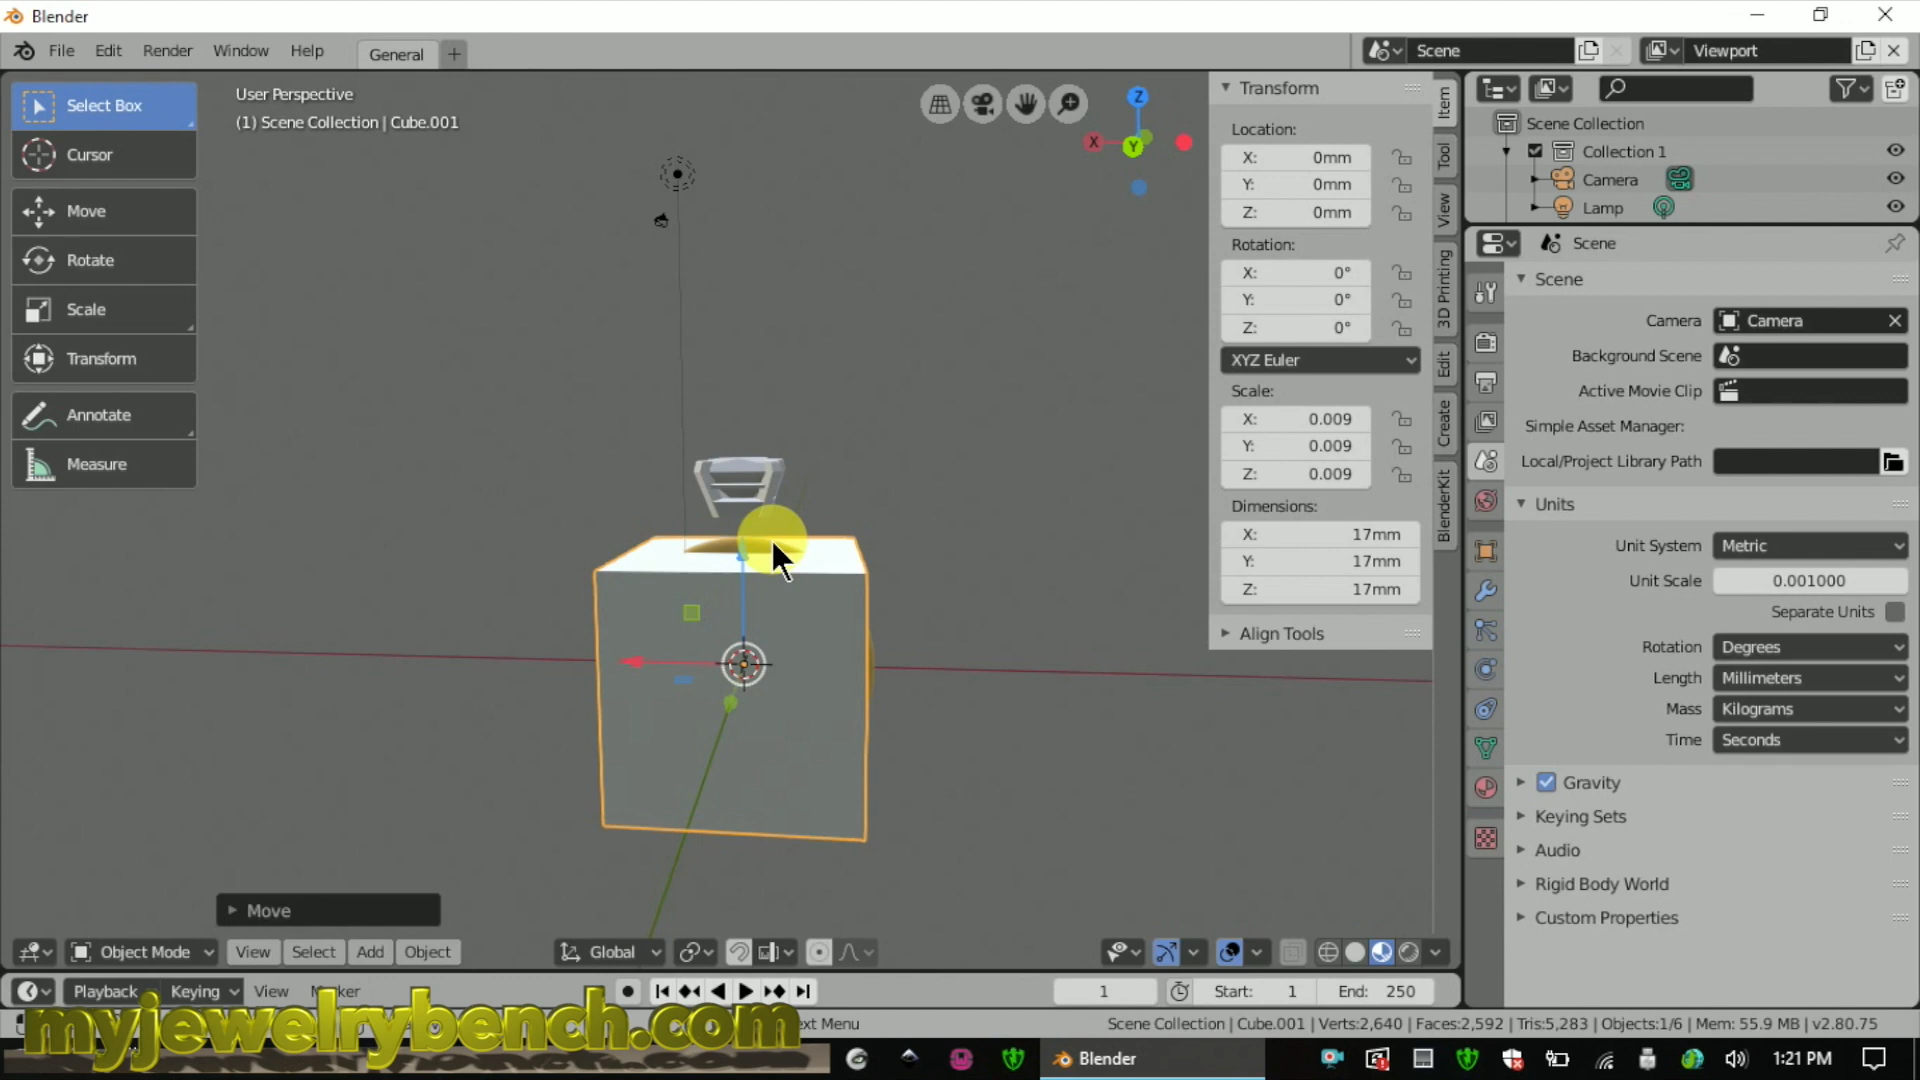 Blender
File Edit Render Window Help General + Scene Viewport
Select Box
Cursor
Move
Rotate
Scale
Transform
Annotate
Measure
User Perspective
(1) Scene Collection | Cube.001
Z
X
Y
Transform
Location:
X: 0mm
Y: 0mm
Z: 0mm
Rotation:
X: 0°
Y: 0°
Z: 0°
XYZ Euler
Scale:
X: 0.009
Y: 0.009
Z: 0.009
Dimensions:
X: 17mm
Y: 17mm
Z: 17mm
Align Tools
Item
Tool
View
3D Printing
Edit
Create
BlenderKit
Scene Collection
Collection 1
Camera
Lamp
Scene
Scene
Camera Camera
Background Scene
Active Movie Clip
Simple Asset Manager:
Local/Project Library Path
Units
Unit System Metric
Unit Scale 0.001000
Separate Units
Rotation Degrees
Length Millimeters
Mass Kilograms
Time Seconds
Gravity
Keying Sets
Audio
Rigid Body World
Custom Properties
Move
Object Mode View Select Add Object Global
Playback Keying View 1 Start: 1 End: 250
myjewelrybench.com
Menu
Scene Collection | Cube.001 | Verts:2,640 | Faces:2,592 | Tris:5,283 | Objects:1/6 | Mem: 55.9 MB | v2.80.75
Blender
1:21 PM